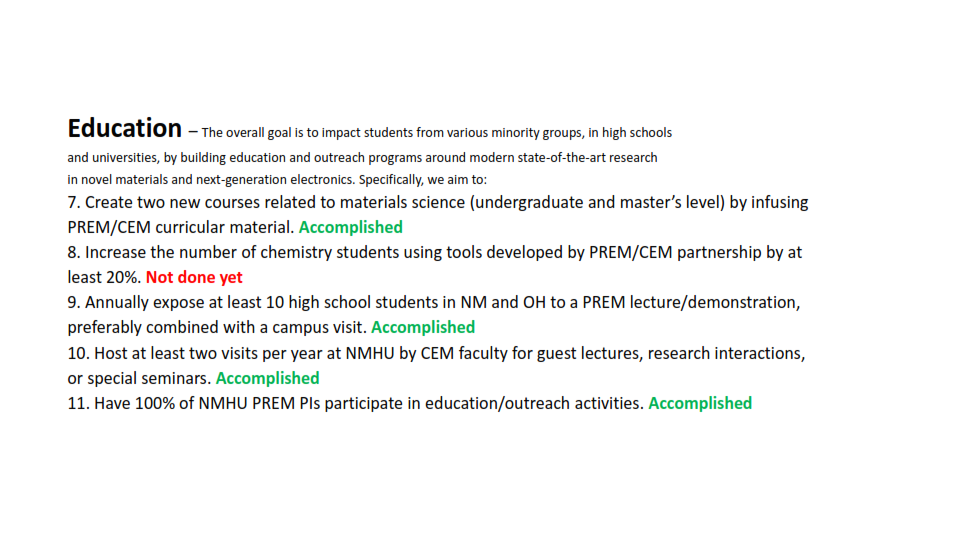 Education – The overall goal is to impact students from various minority groups, in high schools
and universities, by building education and outreach programs around modern state-of-the-art research
in novel materials and next-generation electronics. Specifically, we aim to:
7. Create two new courses related to materials science (undergraduate and master’s level) by infusing
PREM/CEM curricular material. Accomplished
8. Increase the number of chemistry students using tools developed by PREM/CEM partnership by at
least 20%. Not done yet
9. Annually expose at least 10 high school students in NM and OH to a PREM lecture/demonstration,
preferably combined with a campus visit. Accomplished
10. Host at least two visits per year at NMHU by CEM faculty for guest lectures, research interactions,
or special seminars. Accomplished
11. Have 100% of NMHU PREM PIs participate in education/outreach activities. Accomplished